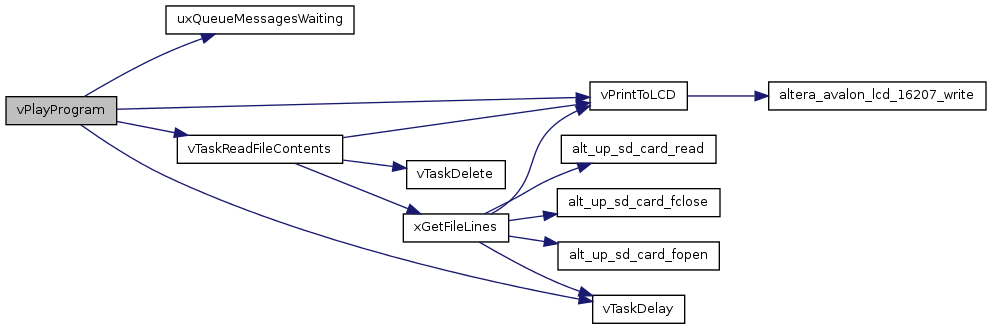 uxQueueMessagesWaiting
vPlayProgram
vPrintToLCD
altera_avalon_lcd_16207_write
vTaskReadFileContents
alt_up_sd_card_read
vTaskDelete
alt_up_sd_card_fclose
xGetFileLines
alt_up_sd_card_fopen
vTaskDelay